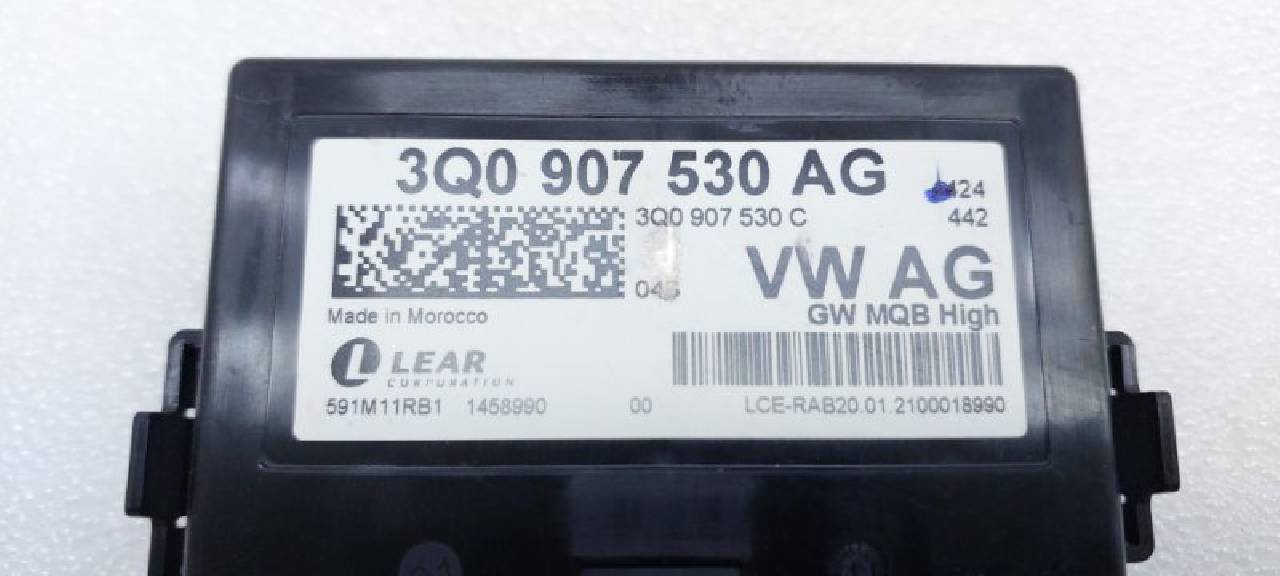 3Q0 907 530 AG
424
3Q0 907 530 C
442
VW AG
GW MQB High
Made in Morocco
LEAR
CORPORATION
591M11RB1 1458990 00 LCE-RAB20.01.2100018990